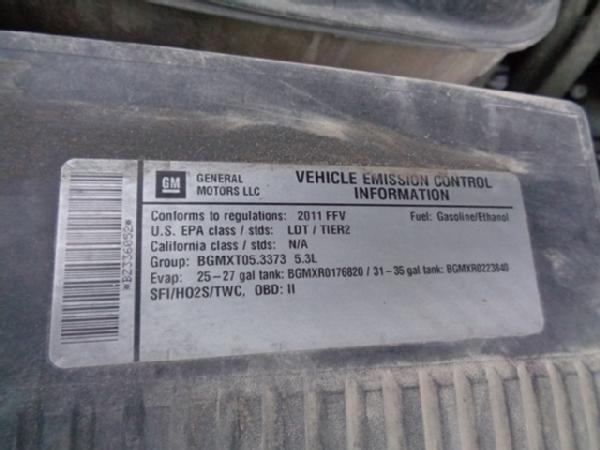 GM GENERAL MOTORS LLC
VEHICLE EMISSION CONTROL INFORMATION
Conforms to regulations: 2011 FFV Fuel: Gasoline/Ethanol
U.S. EPA class / stds: LDT / TIER2
California class / stds: N/A
Group: BGMXT05.3373 5.3L
Evap: 25-27 gal tank: BGMXR0176820 / 31-35 gal tank: BGMXR0223840
SFI/HO2S/TWC, OBD: II
*BZ336052*